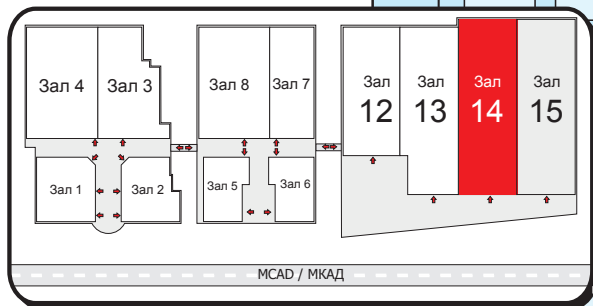 Зал 4
Зал 3
Зал 8
Зал 7
Зал
12
Зал
13
Зал
14
Зал
15
Зал 1
Зал 2
Зал 5
Зал 6
MCAD / МКАД